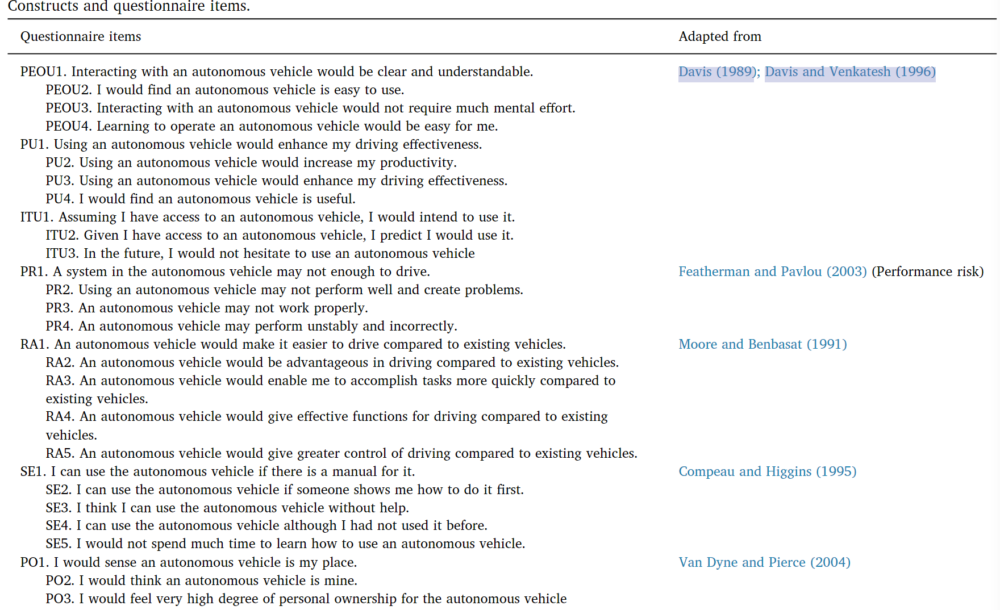 Constructs and questionnaire items.
Questionnaire items Adapted from
PEOU1. Interacting with an autonomous vehicle would be clear and understandable. Davis (1989); Davis and Venkatesh (1996)
PEOU2. I would find an autonomous vehicle is easy to use.
PEOU3. Interacting with an autonomous vehicle would not require much mental effort.
PEOU4. Learning to operate an autonomous vehicle would be easy for me.
PU1. Using an autonomous vehicle would enhance my driving effectiveness.
PU2. Using an autonomous vehicle would increase my productivity.
PU3. Using an autonomous vehicle would enhance my driving effectiveness.
PU4. I would find an autonomous vehicle is useful.
ITU1. Assuming I have access to an autonomous vehicle, I would intend to use it.
ITU2. Given I have access to an autonomous vehicle, I predict I would use it.
ITU3. In the future, I would not hesitate to use an autonomous vehicle
PR1. A system in the autonomous vehicle may not enough to drive. Featherman and Pavlou (2003) (Performance risk)
PR2. Using an autonomous vehicle may not perform well and create problems.
PR3. An autonomous vehicle may not work properly.
PR4. An autonomous vehicle may perform unstably and incorrectly.
RA1. An autonomous vehicle would make it easier to drive compared to existing vehicles. Moore and Benbasat (1991)
RA2. An autonomous vehicle would be advantageous in driving compared to existing vehicles.
RA3. An autonomous vehicle would enable me to accomplish tasks more quickly compared to
existing vehicles.
RA4. An autonomous vehicle would give effective functions for driving compared to existing
vehicles.
RA5. An autonomous vehicle would give greater control of driving compared to existing vehicles.
SE1. I can use the autonomous vehicle if there is a manual for it. Compeau and Higgins (1995)
SE2. I can use the autonomous vehicle if someone shows me how to do it first.
SE3. I think I can use the autonomous vehicle without help.
SE4. I can use the autonomous vehicle although I had not used it before.
SE5. I would not spend much time to learn how to use an autonomous vehicle.
PO1. I would sense an autonomous vehicle is my place. Van Dyne and Pierce (2004)
PO2. I would think an autonomous vehicle is mine.
PO3. I would feel very high degree of personal ownership for the autonomous vehicle